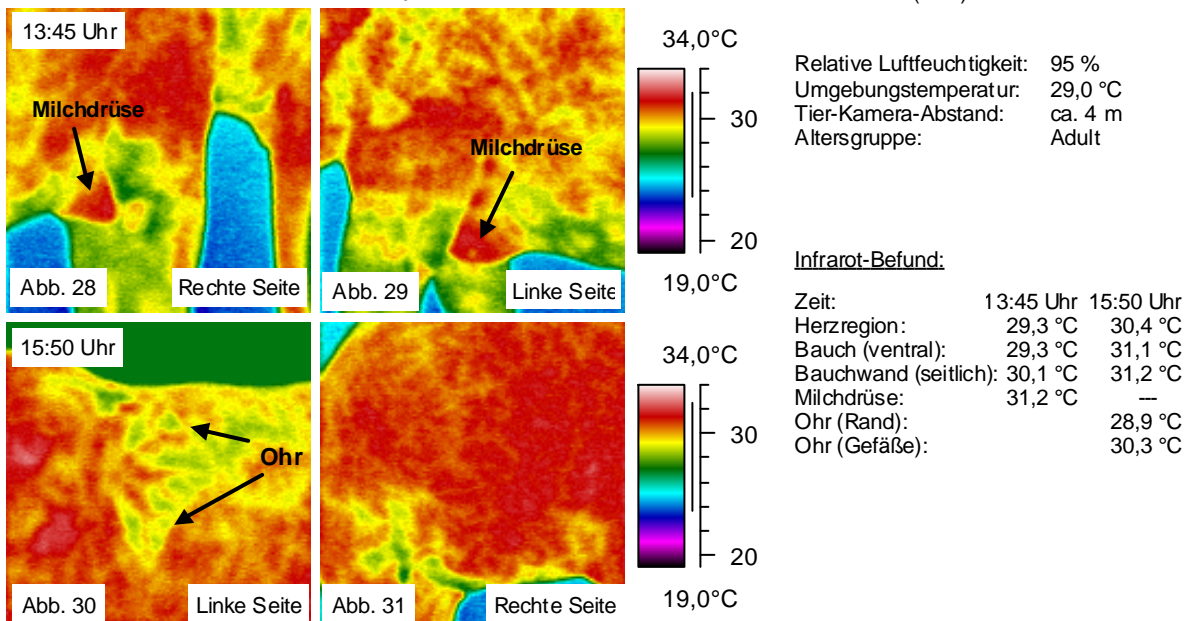 13:45 Uhr
Milchdrüse
Abb. 28
Rechte Seite
Milchdrüse
Abb. 29
Linke Seite
34,0°C
30
20
19,0°C
Relative Luftfeuchtigkeit: 95 %
Umgebungstemperatur: 29,0 °C
Tier-Kamera-Abstand: ca. 4 m
Altersgruppe: Adult
15:50 Uhr
Ohr
Abb. 30
Linke Seite
Abb. 31
Rechte Seite
34,0°C
30
20
19,0°C
Infrarot-Befund:
Zeit: 13:45 Uhr 15:50 Uhr
Herzregion: 29,3 °C 30,4 °C
Bauch (ventral): 29,3 °C 31,1 °C
Bauchwand (seitlich): 30,1 °C 31,2 °C
Milchdrüse: 31,2 °C ---
Ohr (Rand): 28,9 °C
Ohr (Gefäße): 30,3 °C